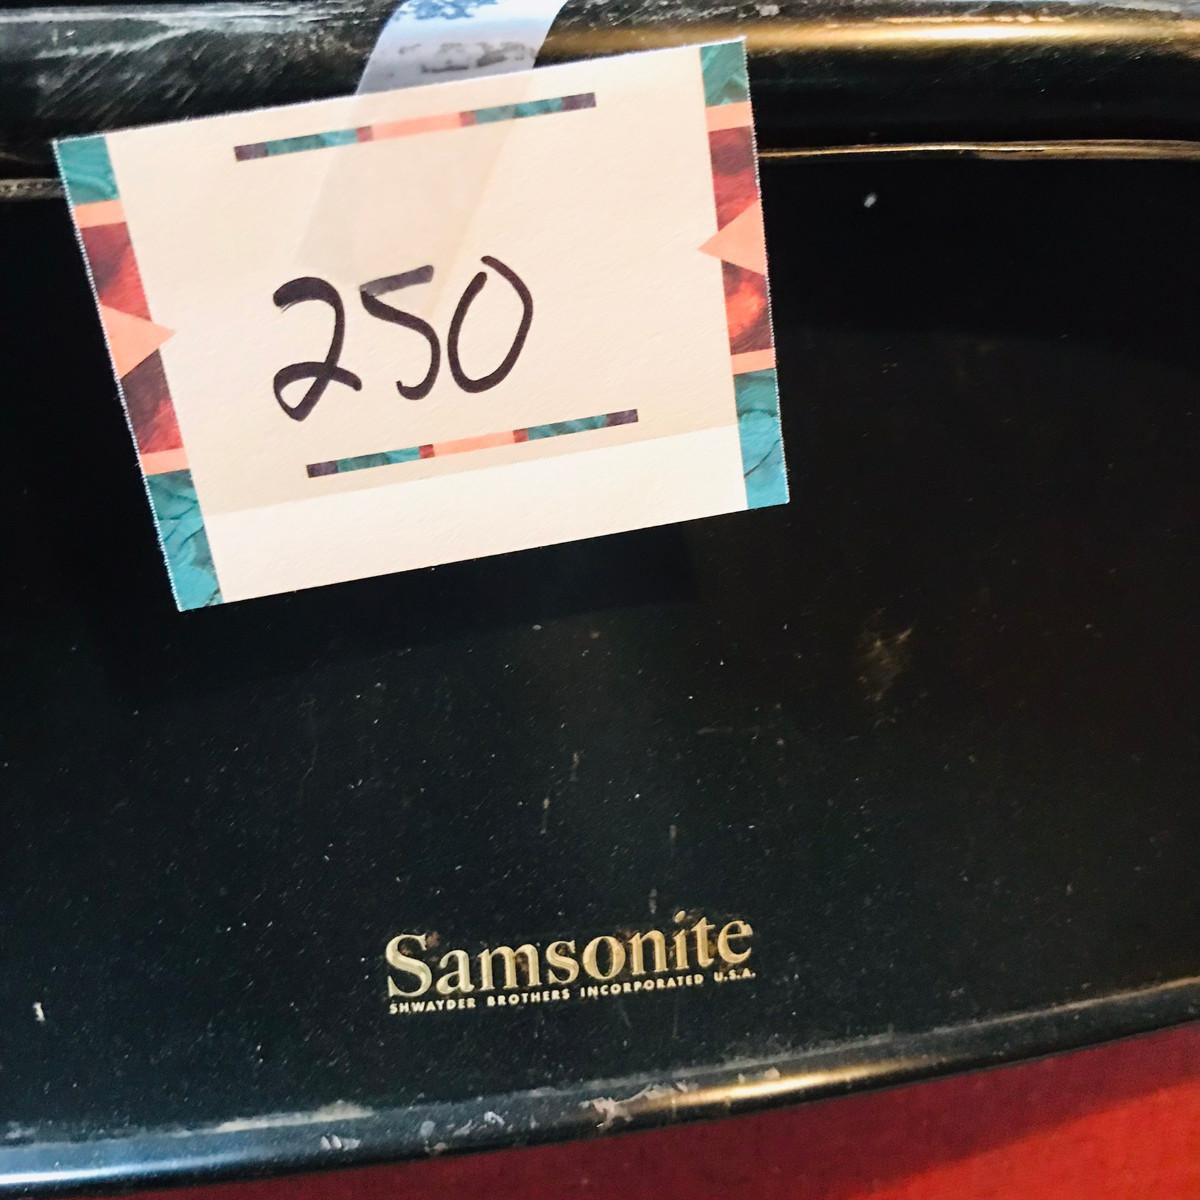 250
Samsonite
SHWAYDER BROTHERS INCORPORATED U.S.A.